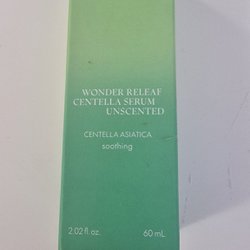 WONDER RELEAF
CENTELLA SERUM
UNSCENTED
CENTELLA ASIATICA
soothing
2.02 fl. oz. 60 mL